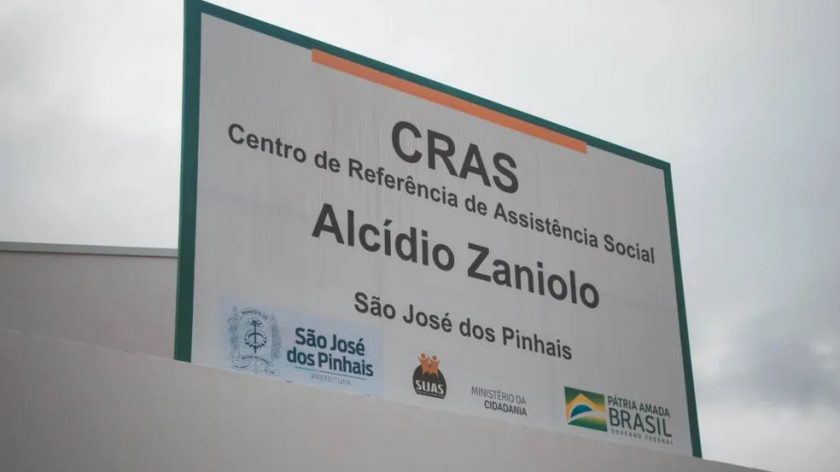 CRAS
Centro de Referência de Assistência Social
Alcídio Zaniolo
São José dos Pinhais
São José
dos Pinhais
PREFEITURA
SUAS
MINISTÉRIO DA
CIDADANIA
PÁTRIA AMADA
BRASIL
GOVERNO FEDERAL